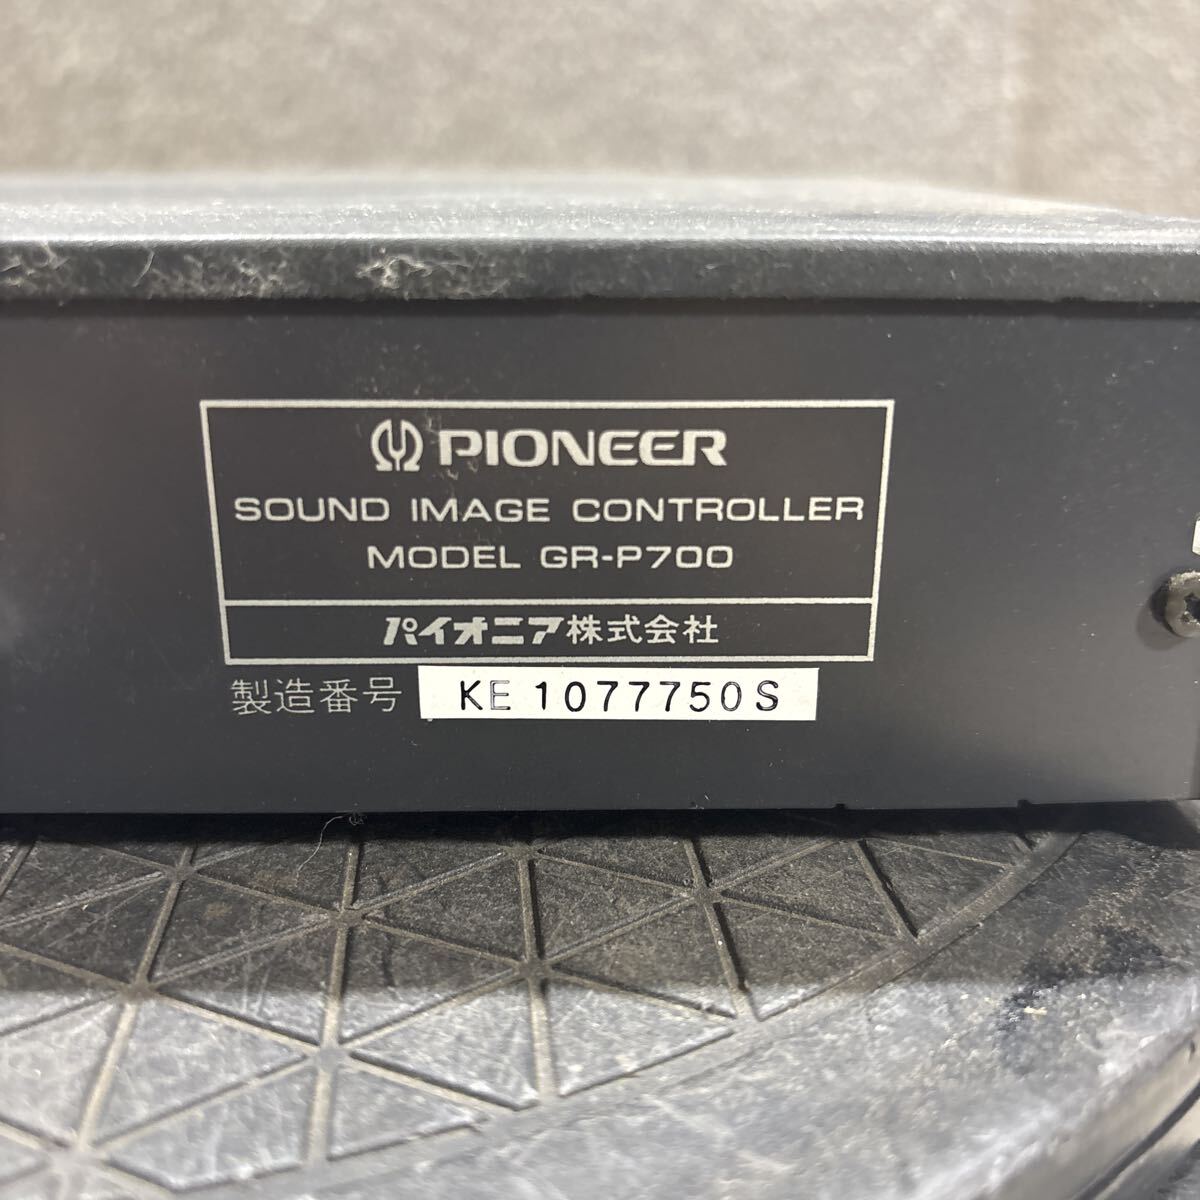 PIONEER
SOUND IMAGE CONTROLLER
MODEL GR-P700
パイオニア株式会社
製造番号 KE 1077750S